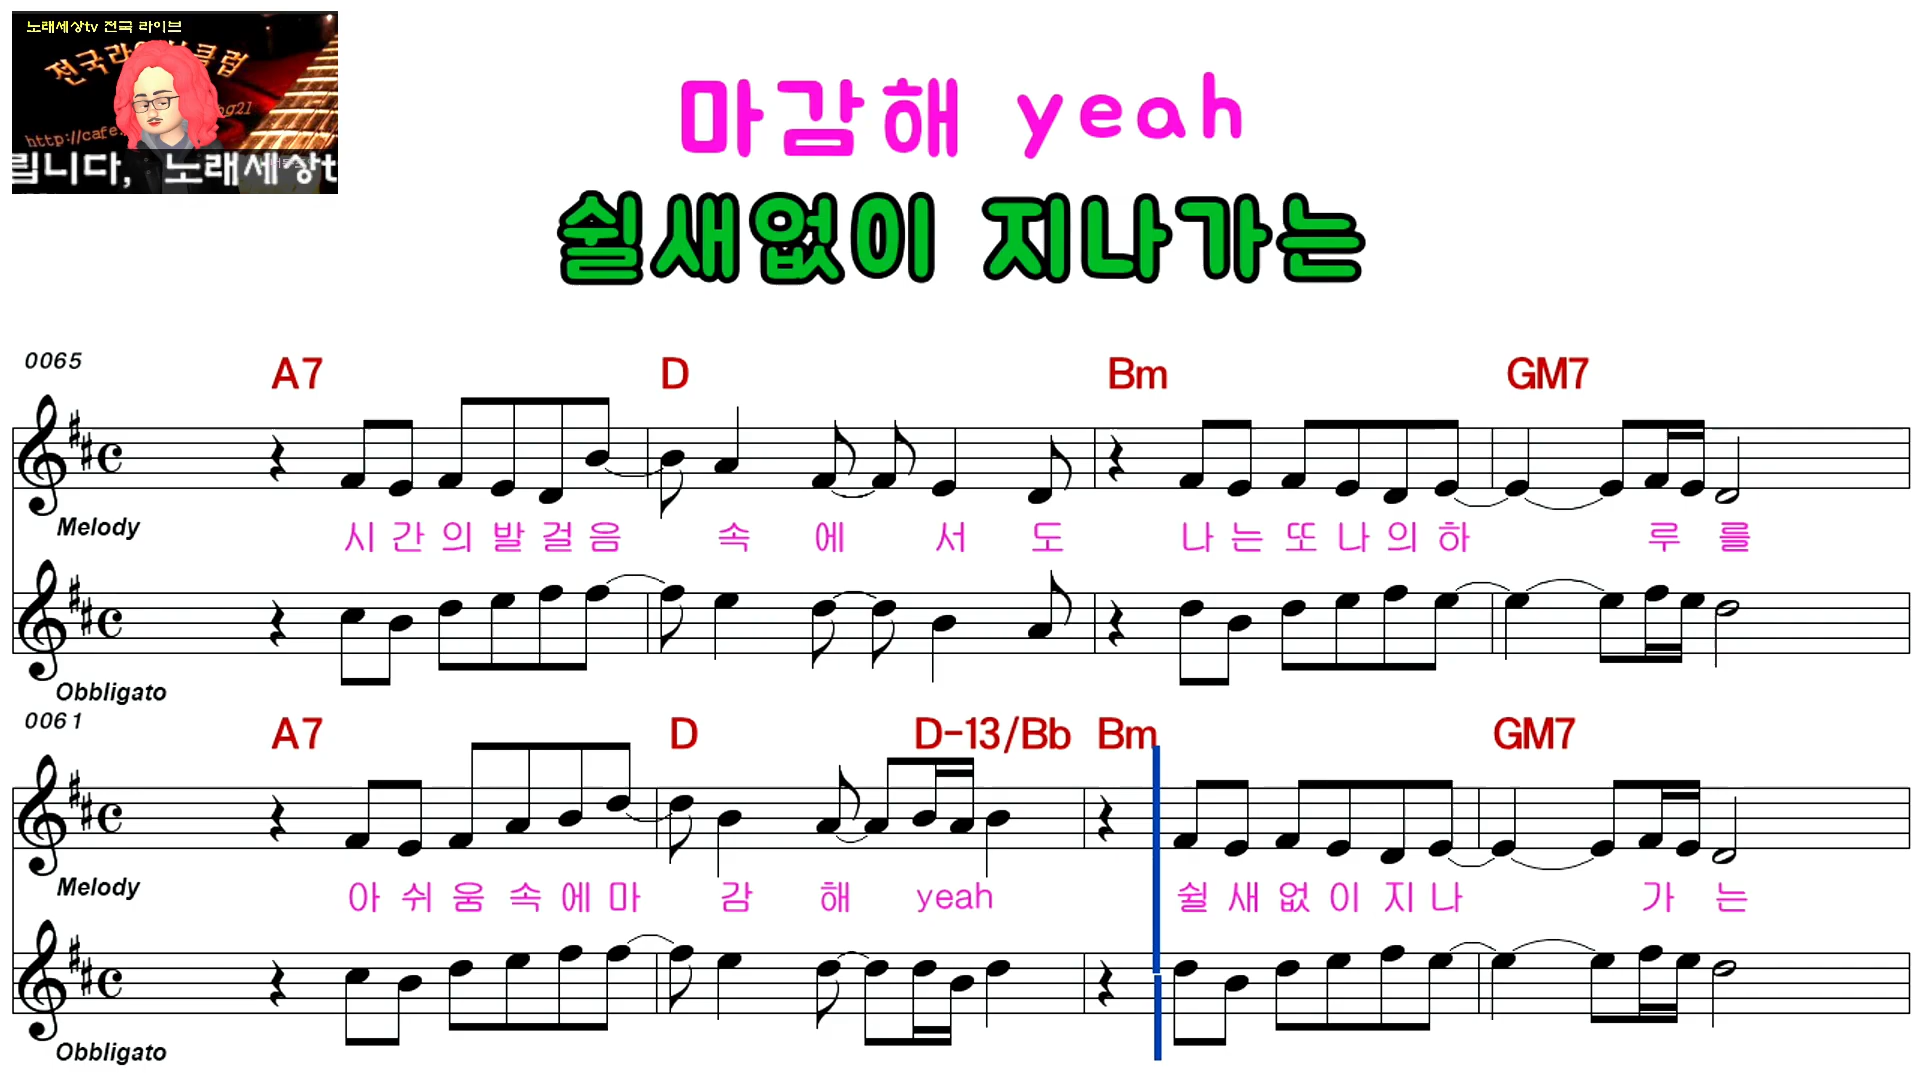 노래세상tv 전국 라이브
립니다, 노래세상t
마감해 yeah
쉴새없이 지나가는
0065
A7 D Bm GM7
Melody
시간의발걸음 속 에 서 도 나는또나의하 루 를
Obbligato
0061
A7 D D-13/Bb Bm GM7
Melody
아쉬움속에마 감 해 yeah 쉴새없이지나 가 는
Obbligato